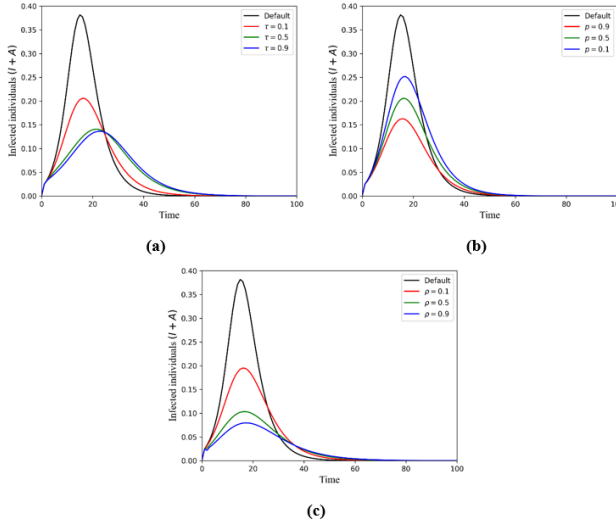 0.40
0.35
0.30
0.25
0.20
0.15
0.10
0.05
0.00
Infected individuals (I + A)
0 20 40 60 80 100
Time
Default
τ = 0.1
τ = 0.5
τ = 0.9
(a)
0.40
0.35
0.30
0.25
0.20
0.15
0.10
0.05
0.00
Infected individuals (I + A)
0 20 40 60 80 100
Time
Default
p = 0.9
p = 0.5
p = 0.1
(b)
0.40
0.35
0.30
0.25
0.20
0.15
0.10
0.05
0.00
Infected individuals (I + A)
0 20 40 60 80 100
Time
Default
ρ = 0.1
ρ = 0.5
ρ = 0.9
(c)